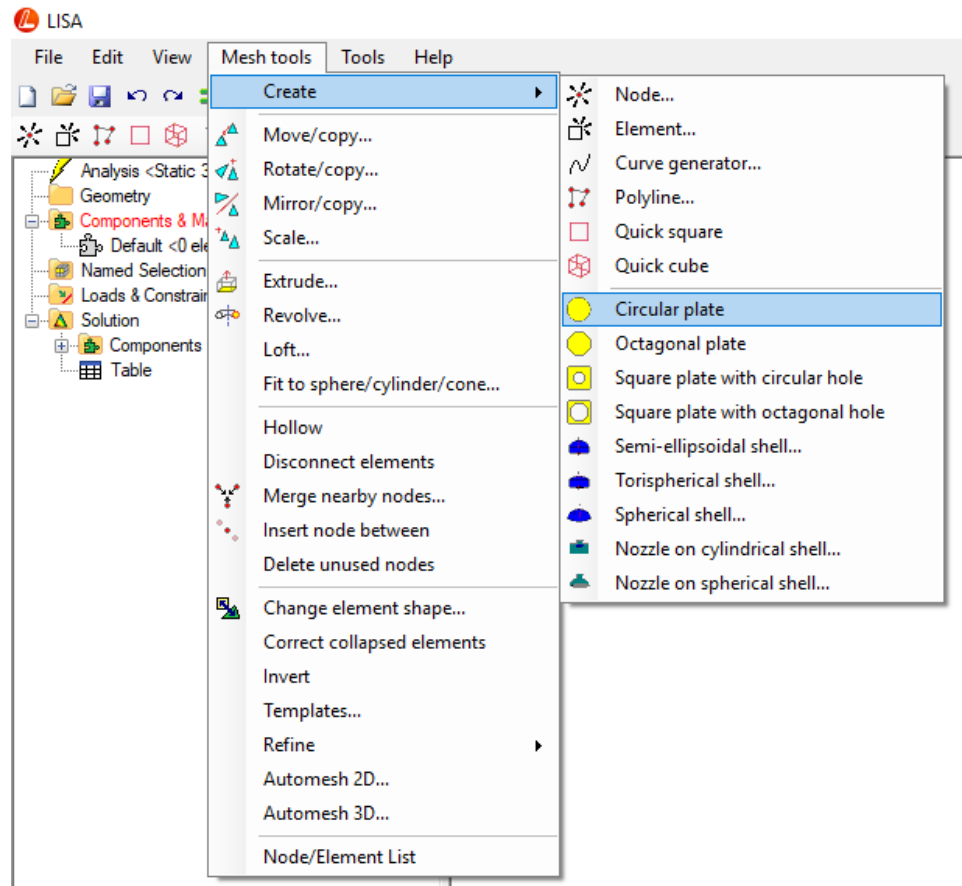 LISA
File Edit View Mesh tools Tools Help
Create
Move/copy...
Rotate/copy...
Mirror/copy...
Scale...
Extrude...
Revolve...
Loft...
Fit to sphere/cylinder/cone...
Hollow
Disconnect elements
Merge nearby nodes...
Insert node between
Delete unused nodes
Change element shape...
Correct collapsed elements
Invert
Templates...
Refine
Automesh 2D...
Automesh 3D...
Node/Element List
Node...
Element...
Curve generator...
Polyline...
Quick square
Quick cube
Circular plate
Octagonal plate
Square plate with circular hole
Square plate with octagonal hole
Semi-ellipsoidal shell...
Torispherical shell...
Spherical shell...
Nozzle on cylindrical shell...
Nozzle on spherical shell...
Analysis <Static 3
Geometry
Components & M
Default <0 ele
Named Selection
Loads & Constrai
Solution
Components
Table